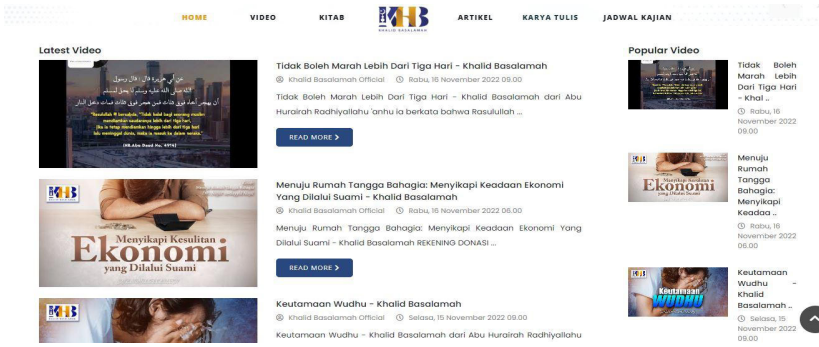 HOME VIDEO KITAB KHB ARTIKEL KARYA TULIS JADWAL KAJIAN
KHALID BASALAMAH
Latest Video
Tidak Boleh Marah Lebih Dari Tiga Hari - Khalid Basalamah
Khalid Basalamah Official Rabu, 16 November 2022 09.00
Tidak Boleh Marah Lebih Dari Tiga Hari - Khalid Basalamah dari Abu
Hurairah Radhiyallahu 'anhu ia berkata bahwa Rasulullah ...
READ MORE
KHB
Menyikapi Kesulitan
Ekonomi
yang Dilalui Suami
Menuju Rumah Tangga Bahagia: Menyikapi Keadaan Ekonomi
Yang Dilalui Suami - Khalid Basalamah
Khalid Basalamah Official Rabu, 16 November 2022 06.00
Menuju Rumah Tangga Bahagia: Menyikapi Keadaan Ekonomi Yang
Dilalui Suami - Khalid Basalamah REKENING DONASI ...
READ MORE
KHB
Keutamaan Wudhu - Khalid Basalamah
Khalid Basalamah Official Selasa, 15 November 2022 09.00
Keutamaan Wudhu - Khalid Basalamah dari Abu Hurairah Radhiyallahu
Popular Video
Tidak Boleh
Marah Lebih
Dari Tiga Hari
- Khal ..
Rabu, 16
November 2022
09.00
Ekonomi
Menuju
Rumah
Tangga
Bahagia:
Menyikapi
Keadaa ..
Rabu, 16
November 2022
06.00
Keutamaan
WUDHU
Keutamaan
Wudhu -
Khalid
Basalamah ..
Selasa, 15
November 2022
09.00